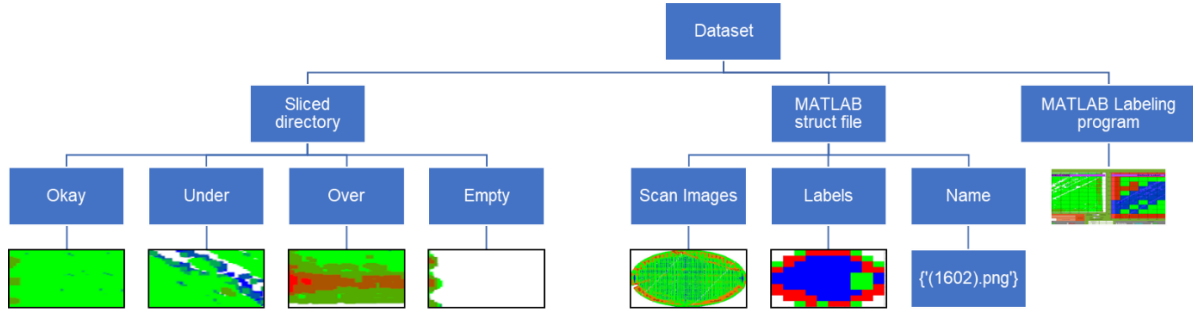 Dataset
Sliced
directory
MATLAB
struct file
MATLAB Labeling
program
Okay
Under
Over
Empty
Scan Images
Labels
Name
{'(1602).png'}